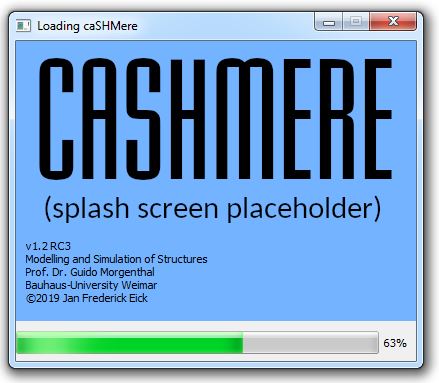 Loading caSHMere
CASHMERE
(splash screen placeholder)
v1.2 RC3
Modelling and Simulation of Structures
Prof. Dr. Guido Morgenthal
Bauhaus-University Weimar
©2019 Jan Frederick Eick
63%